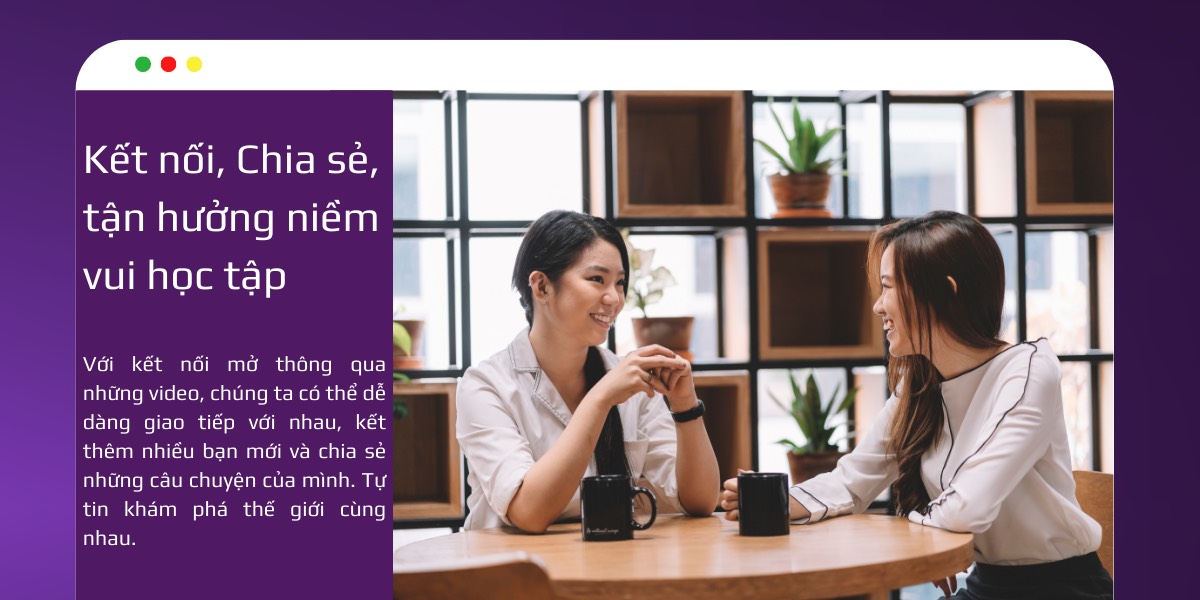 Kết nối, Chia sẻ,
tận hưởng niềm
vui học tập
Với kết nối mở thông qua
những video, chúng ta có thể dễ
dàng giao tiếp với nhau, kết
thêm nhiều bạn mới và chia sẻ
những câu chuyện của mình. Tự
tin khám phá thế giới cùng
nhau.